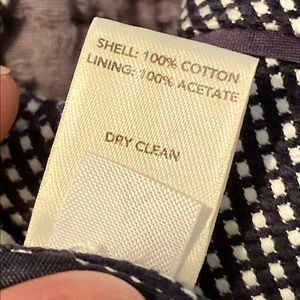 SHELL: 100% COTTON
LINING: 100% ACETATE
DRY CLEAN